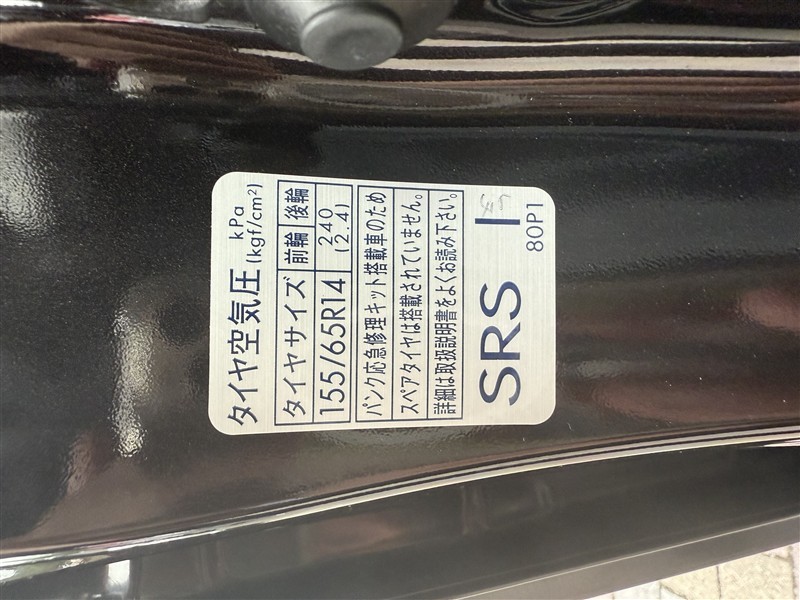 タイヤ空気圧 kPa (kgf/cm²)
タイヤサイズ 前輪 後輪
155/65R14 240 (2.4)
パンク応急修理キット搭載車のため
スペアタイヤは搭載されていません。
詳細は取扱説明書をよくお読み下さい。
SRS I
80P1